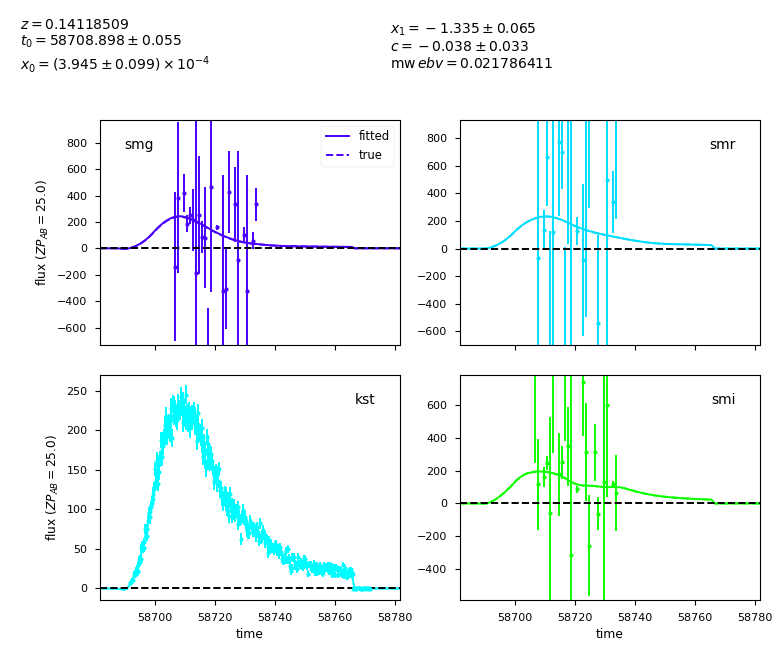 z = 0.14118509
t₀ = 58708.898 ± 0.055
x₀ = (3.945 ± 0.099) × 10⁻⁴
x₁ = −1.335 ± 0.065
c = −0.038 ± 0.033
mw ebv = 0.021786411
smg
fitted
true
800
600
400
200
0
−200
−400
−600
flux (ZP_AB = 25.0)
smr
800
600
400
200
0
−200
−400
−600
kst
250
200
150
100
50
0
flux (ZP_AB = 25.0)
58700
58720
58740
58760
58780
time
smi
600
400
200
0
−200
−400
58700
58720
58740
58760
58780
time